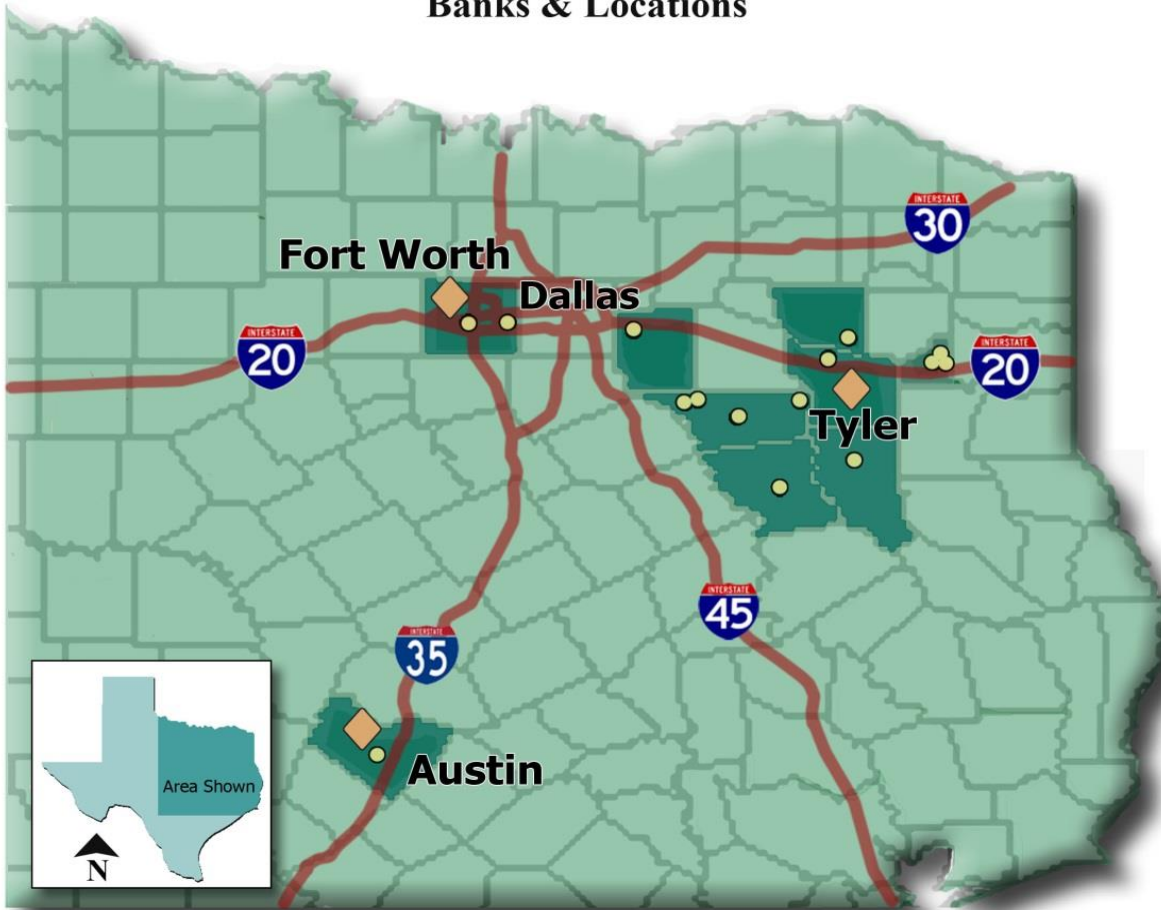 Banks & Locations
INTERSTATE
30
Fort Worth
Dallas
INTERSTATE
20
INTERSTATE
20
Tyler
INTERSTATE
45
INTERSTATE
35
Area Shown
Austin
N